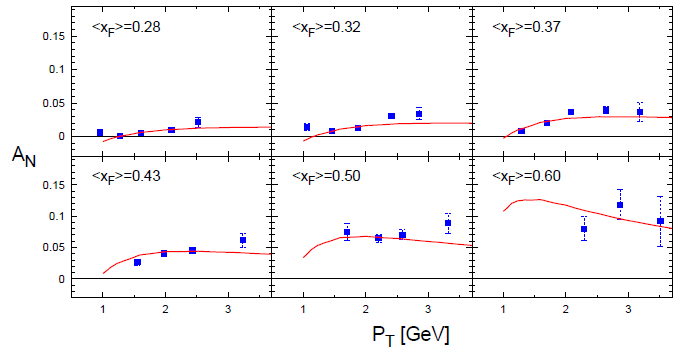 <x_F>=0.28 <x_F>=0.32 <x_F>=0.37
0.15
0.1
0.05
0
A_N
<x_F>=0.43 <x_F>=0.50 <x_F>=0.60
0.15
0.1
0.05
0
1 2 3 1 2 3 1 2 3
P_T [GeV]